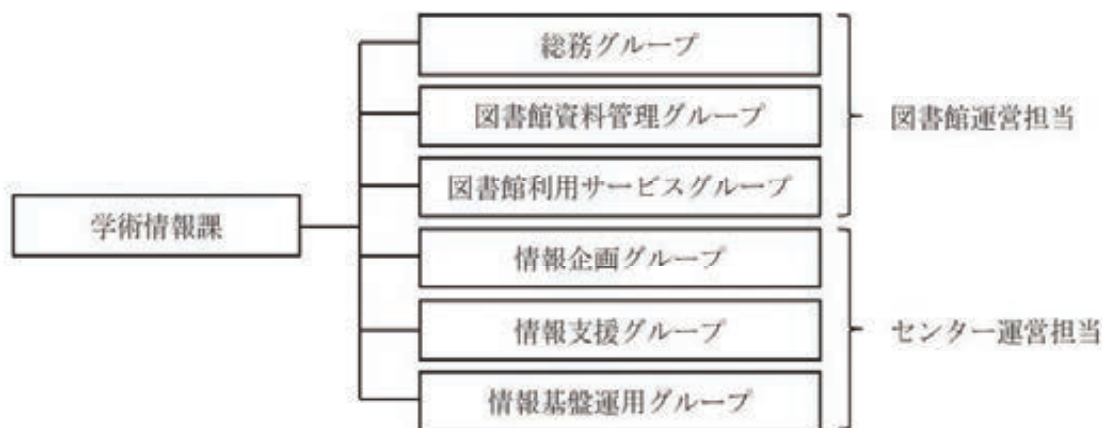 総務グループ
図書館資料管理グループ
図書館運営担当
図書館利用サービスグループ
学術情報課
情報企画グループ
情報支援グループ
センター運営担当
情報基盤運用グループ